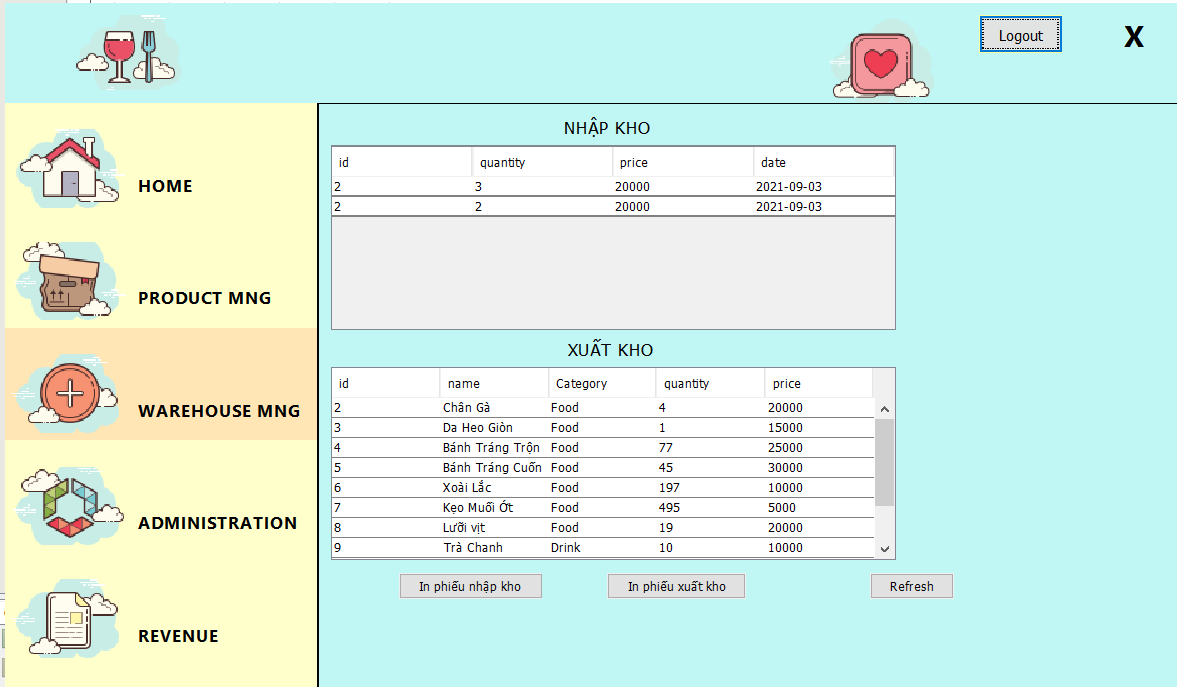 Logout X
HOME
PRODUCT MNG
WAREHOUSE MNG
ADMINISTRATION
REVENUE
NHẬP KHO
id quantity price date
2 3 20000 2021-09-03
2 2 20000 2021-09-03
XUẤT KHO
id name Category quantity price
2 Chân Gà Food 4 20000
3 Da Heo Giòn Food 1 15000
4 Bánh Tráng Trộn Food 77 25000
5 Bánh Tráng Cuốn Food 45 30000
6 Xoài Lắc Food 197 10000
7 Kẹo Muối Ớt Food 495 5000
8 Lưỡi vịt Food 19 20000
9 Trà Chanh Drink 10 10000
In phiếu nhập kho In phiếu xuất kho Refresh